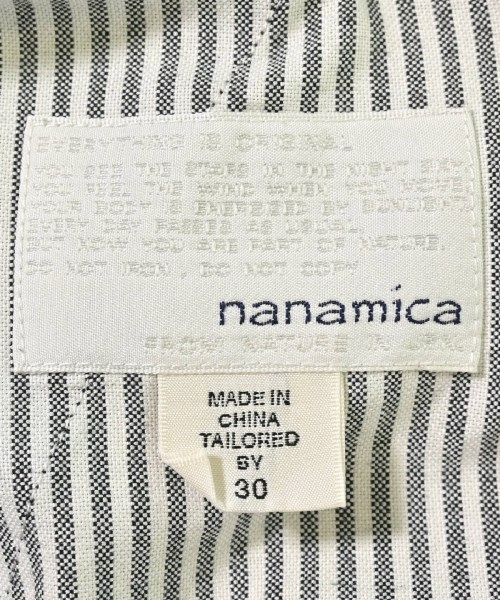 EVERYTHING IS ORIGINAL
YOU SEE THE STARS IN THE NIGHT SKY.
YOU FEEL THE WIND WHEN YOU MOVE.
YOUR BODY IS ENERGISED BY SUNLIGHT.
EVERY DAY PASSES AS USUAL.
BUT NOW YOU ARE PART OF NATURE.
DO NOT IRON, DO NOT COPY
nanamica
FROM NATURE IN
MADE IN
CHINA
TAILORED
BY
30